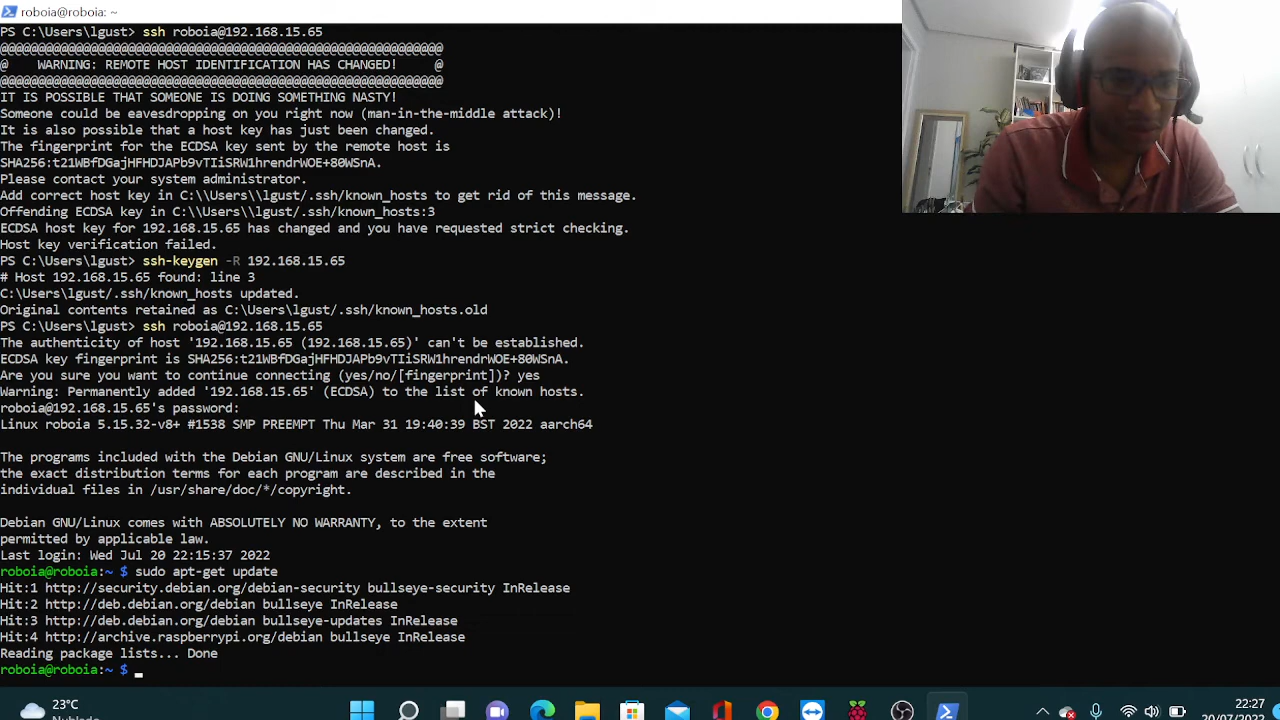 roboia@roboia: ~
PS C:\Users\lgust> ssh roboia@192.168.15.65
@@@@@@@@@@@@@@@@@@@@@@@@@@@@@@@@@@@@@@@@@@@@@@@@@@@@@@@@@@@
@    WARNING: REMOTE HOST IDENTIFICATION HAS CHANGED!     @
@@@@@@@@@@@@@@@@@@@@@@@@@@@@@@@@@@@@@@@@@@@@@@@@@@@@@@@@@@@
IT IS POSSIBLE THAT SOMEONE IS DOING SOMETHING NASTY!
Someone could be eavesdropping on you right now (man-in-the-middle attack)!
It is also possible that a host key has just been changed.
The fingerprint for the ECDSA key sent by the remote host is
SHA256:t21WBfDGajHFHDJAPb9vTIiSRW1hrendrWOE+80WSnA.
Please contact your system administrator.
Add correct host key in C:\\Users\\lgust/.ssh/known_hosts to get rid of this message.
Offending ECDSA key in C:\\Users\\lgust/.ssh/known_hosts:3
ECDSA host key for 192.168.15.65 has changed and you have requested strict checking.
Host key verification failed.
PS C:\Users\lgust> ssh-keygen -R 192.168.15.65
# Host 192.168.15.65 found: line 3
C:\Users\lgust/.ssh/known_hosts updated.
Original contents retained as C:\Users\lgust/.ssh/known_hosts.old
PS C:\Users\lgust> ssh roboia@192.168.15.65
The authenticity of host '192.168.15.65 (192.168.15.65)' can't be established.
ECDSA key fingerprint is SHA256:t21WBfDGajHFHDJAPb9vTIiSRW1hrendrWOE+80WSnA.
Are you sure you want to continue connecting (yes/no/[fingerprint])? yes
Warning: Permanently added '192.168.15.65' (ECDSA) to the list of known hosts.
roboia@192.168.15.65's password:
Linux roboia 5.15.32-v8+ #1538 SMP PREEMPT Thu Mar 31 19:40:39 BST 2022 aarch64
The programs included with the Debian GNU/Linux system are free software;
the exact distribution terms for each program are described in the
individual files in /usr/share/doc/*/copyright.
Debian GNU/Linux comes with ABSOLUTELY NO WARRANTY, to the extent
permitted by applicable law.
Last login: Wed Jul 20 22:15:37 2022
roboia@roboia:~ $ sudo apt-get update
Hit:1 http://security.debian.org/debian-security bullseye-security InRelease
Hit:2 http://deb.debian.org/debian bullseye InRelease
Hit:3 http://deb.debian.org/debian bullseye-updates InRelease
Hit:4 http://archive.raspberrypi.org/debian bullseye InRelease
Reading package lists... Done
roboia@roboia:~ $
23°C
22:27